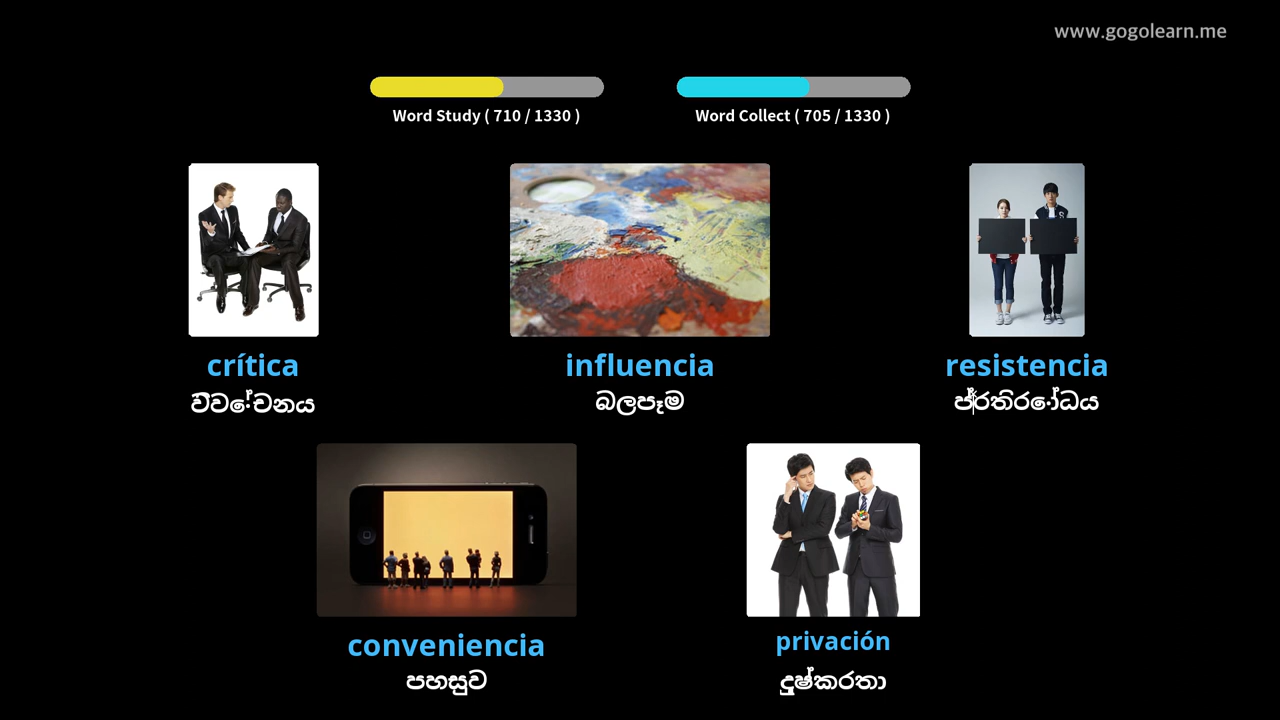 www.gogolearn.me
Word Study ( 710 / 1330 )
Word Collect ( 705 / 1330 )
crítica
විවේචනය
influencia
බලපෑම
resistencia
ප්‍රතිරෝධය
conveniencia
පහසුව
privación
දුෂ්කරතා